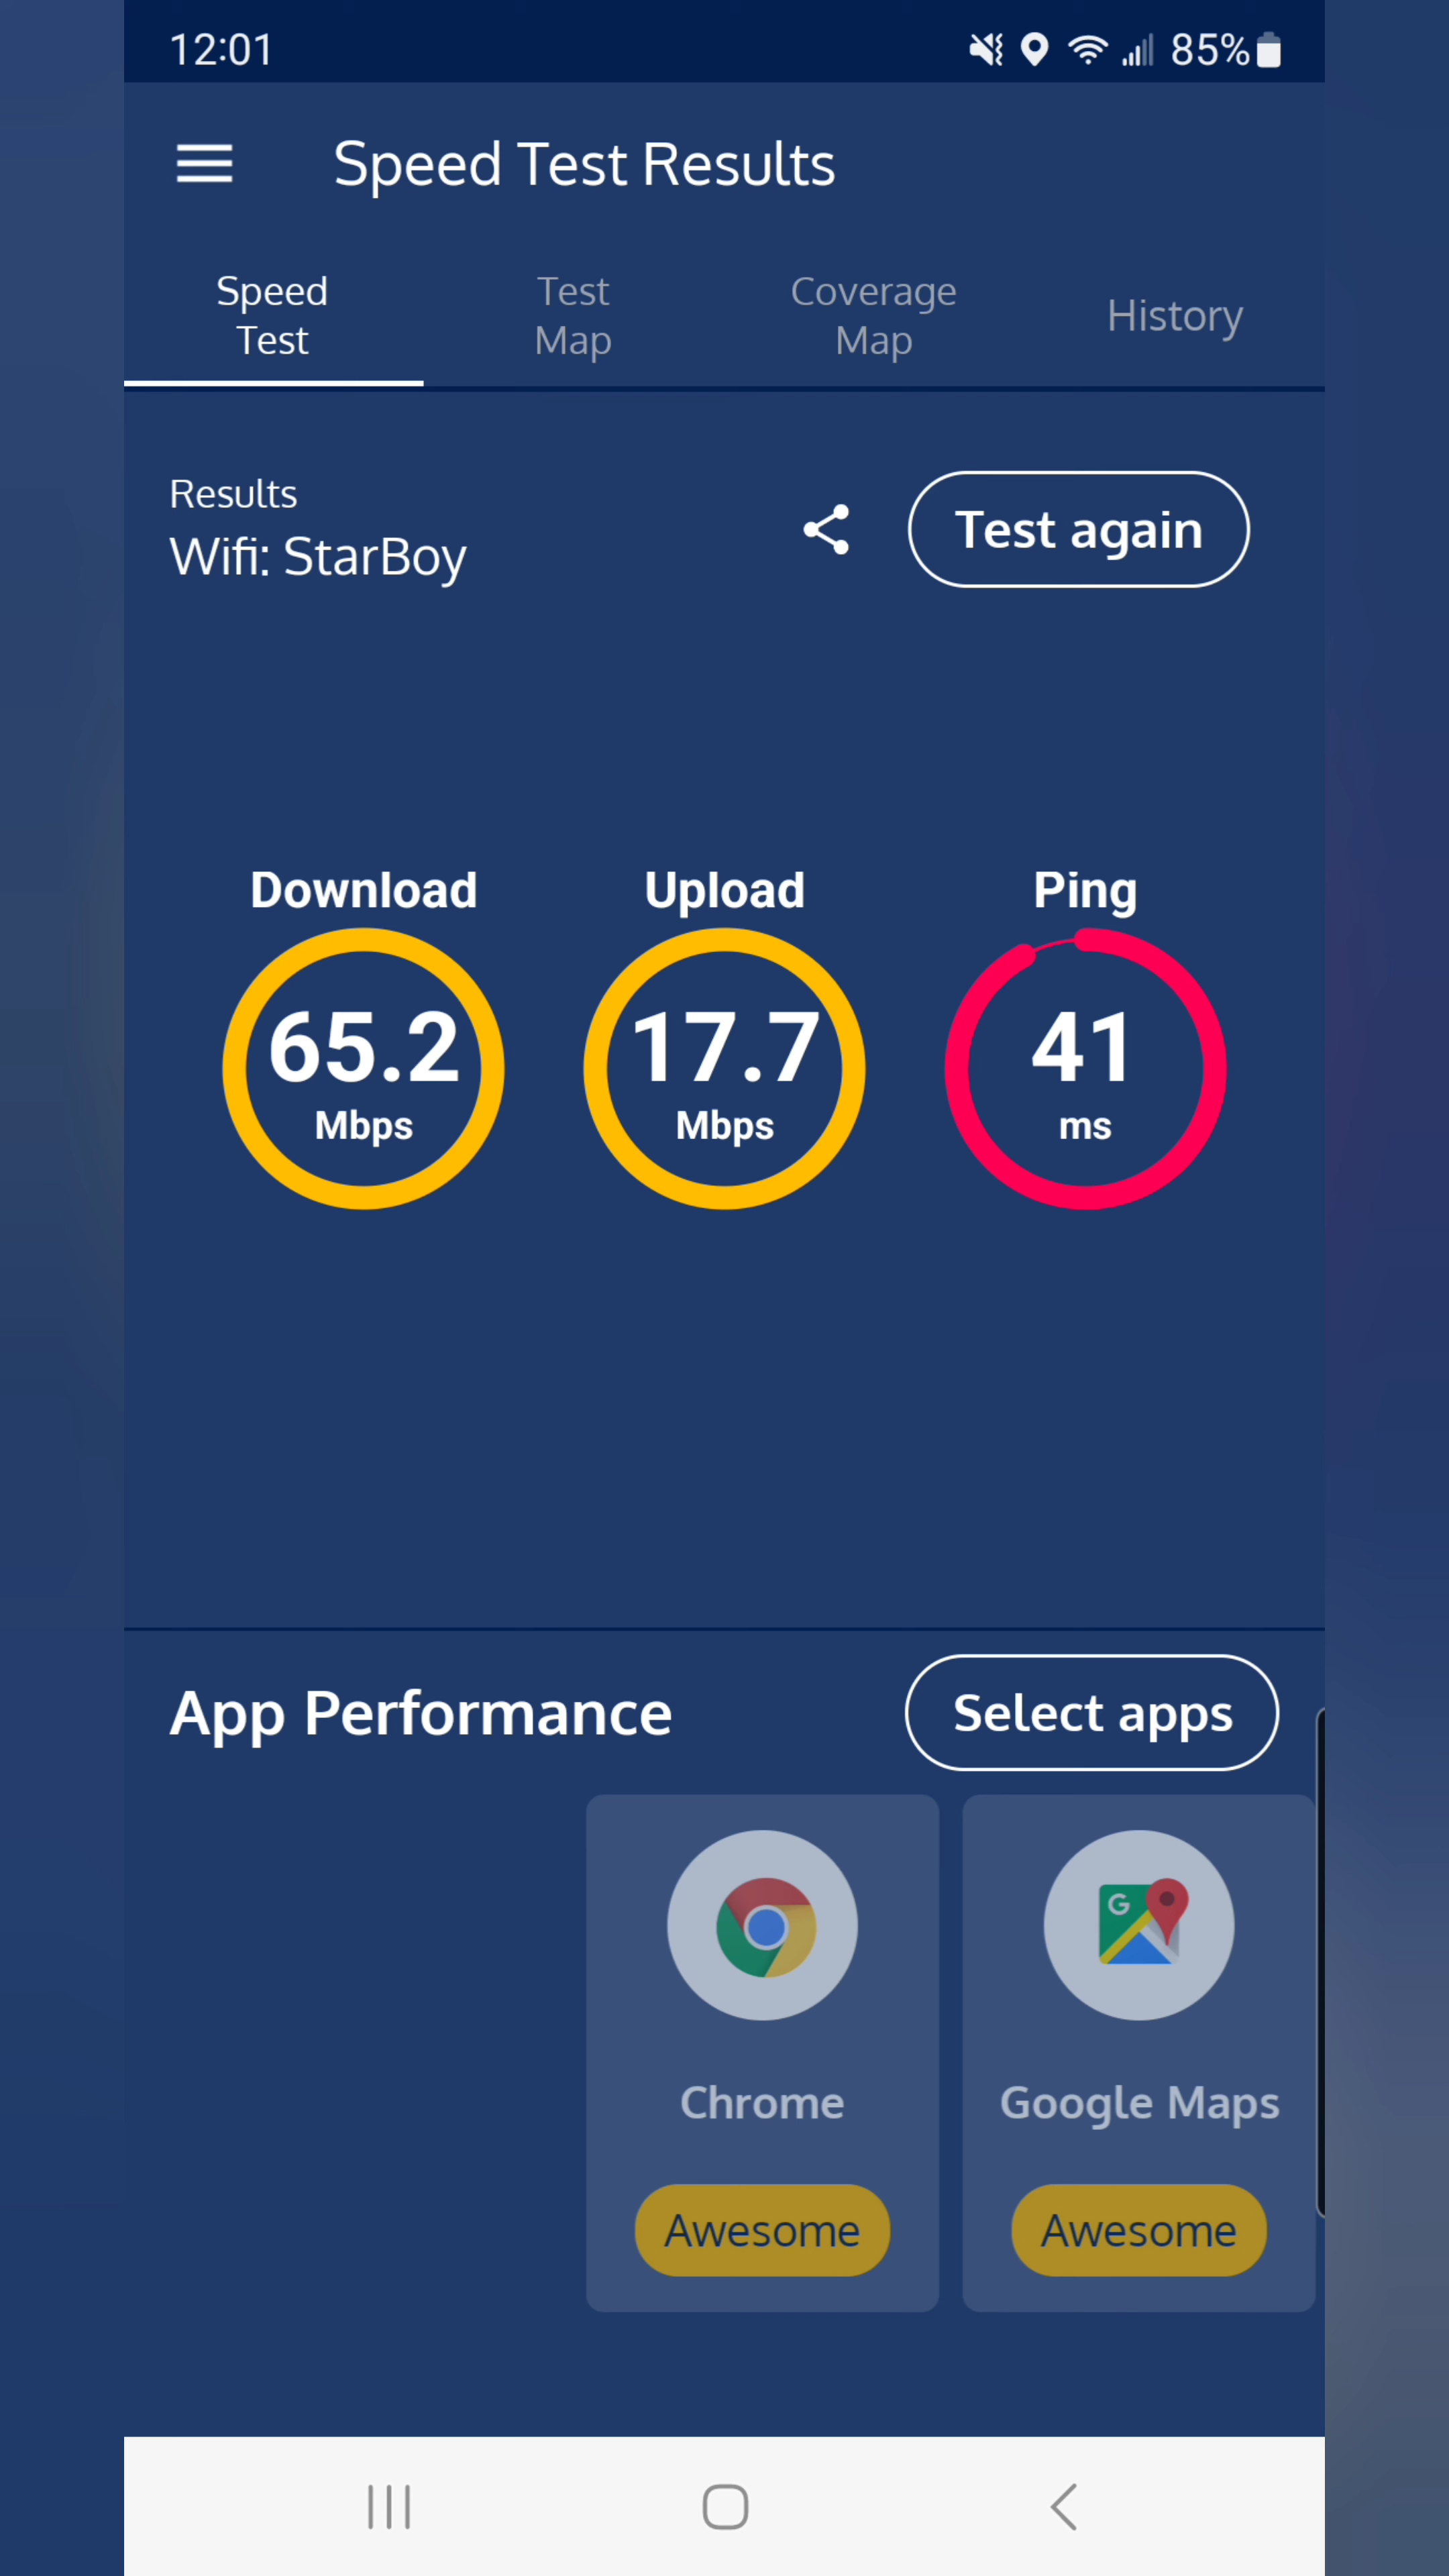 12:01
85%
Speed Test Results
Speed
Test
Test
Map
Coverage
Map
History
Results
Wifi: StarBoy
Test again
Download
Upload
Ping
65.2
17.7
41
Mbps
Mbps
ms
App Performance
Select apps
G
Chrome
Google Maps
Awesome
Awesome